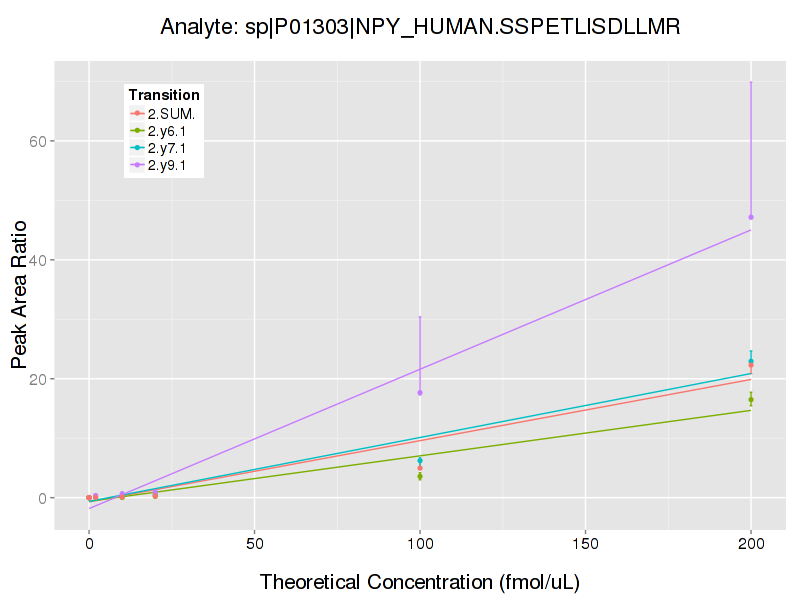 Analyte: sp|P01303|NPY_HUMAN.SSPETLISDLLMR
Transition
2.SUM.
2.y6.1
2.y7.1
2.y9.1
Peak Area Ratio
60
40
20
0
0 50 100 150 200
Theoretical Concentration (fmol/uL)